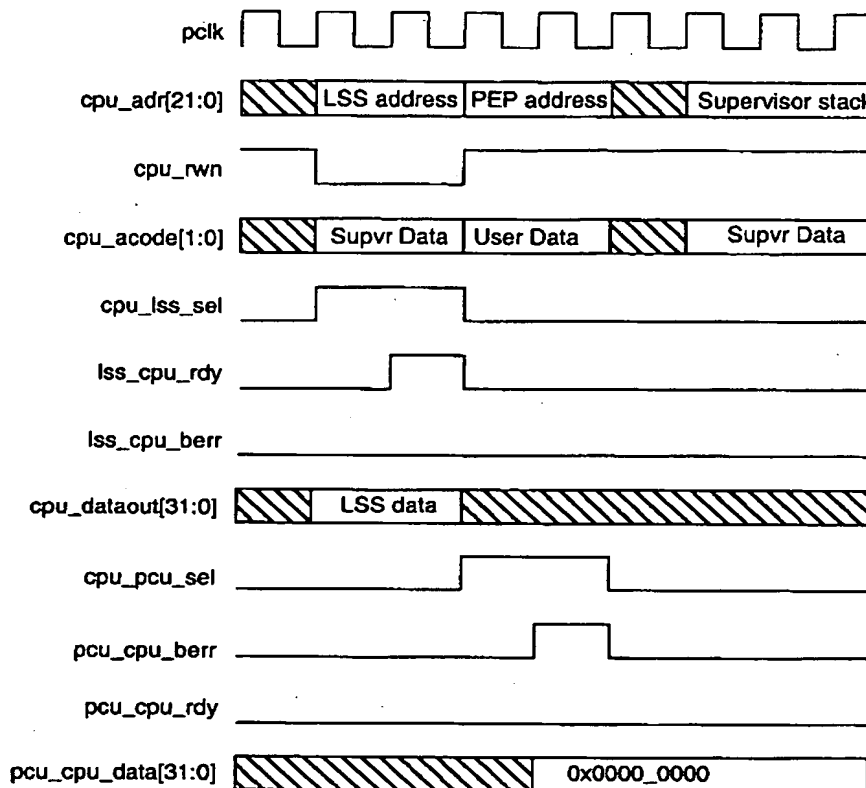 pclk
cpu_adr[21:0] LSS address PEP address Supervisor stack
cpu_rwn
cpu_acode[1:0] Supvr Data User Data Supvr Data
cpu_lss_sel
lss_cpu_rdy
lss_cpu_berr
cpu_dataout[31:0] LSS data
cpu_pcu_sel
pcu_cpu_berr
pcu_cpu_rdy
pcu_cpu_data[31:0] 0x0000_0000